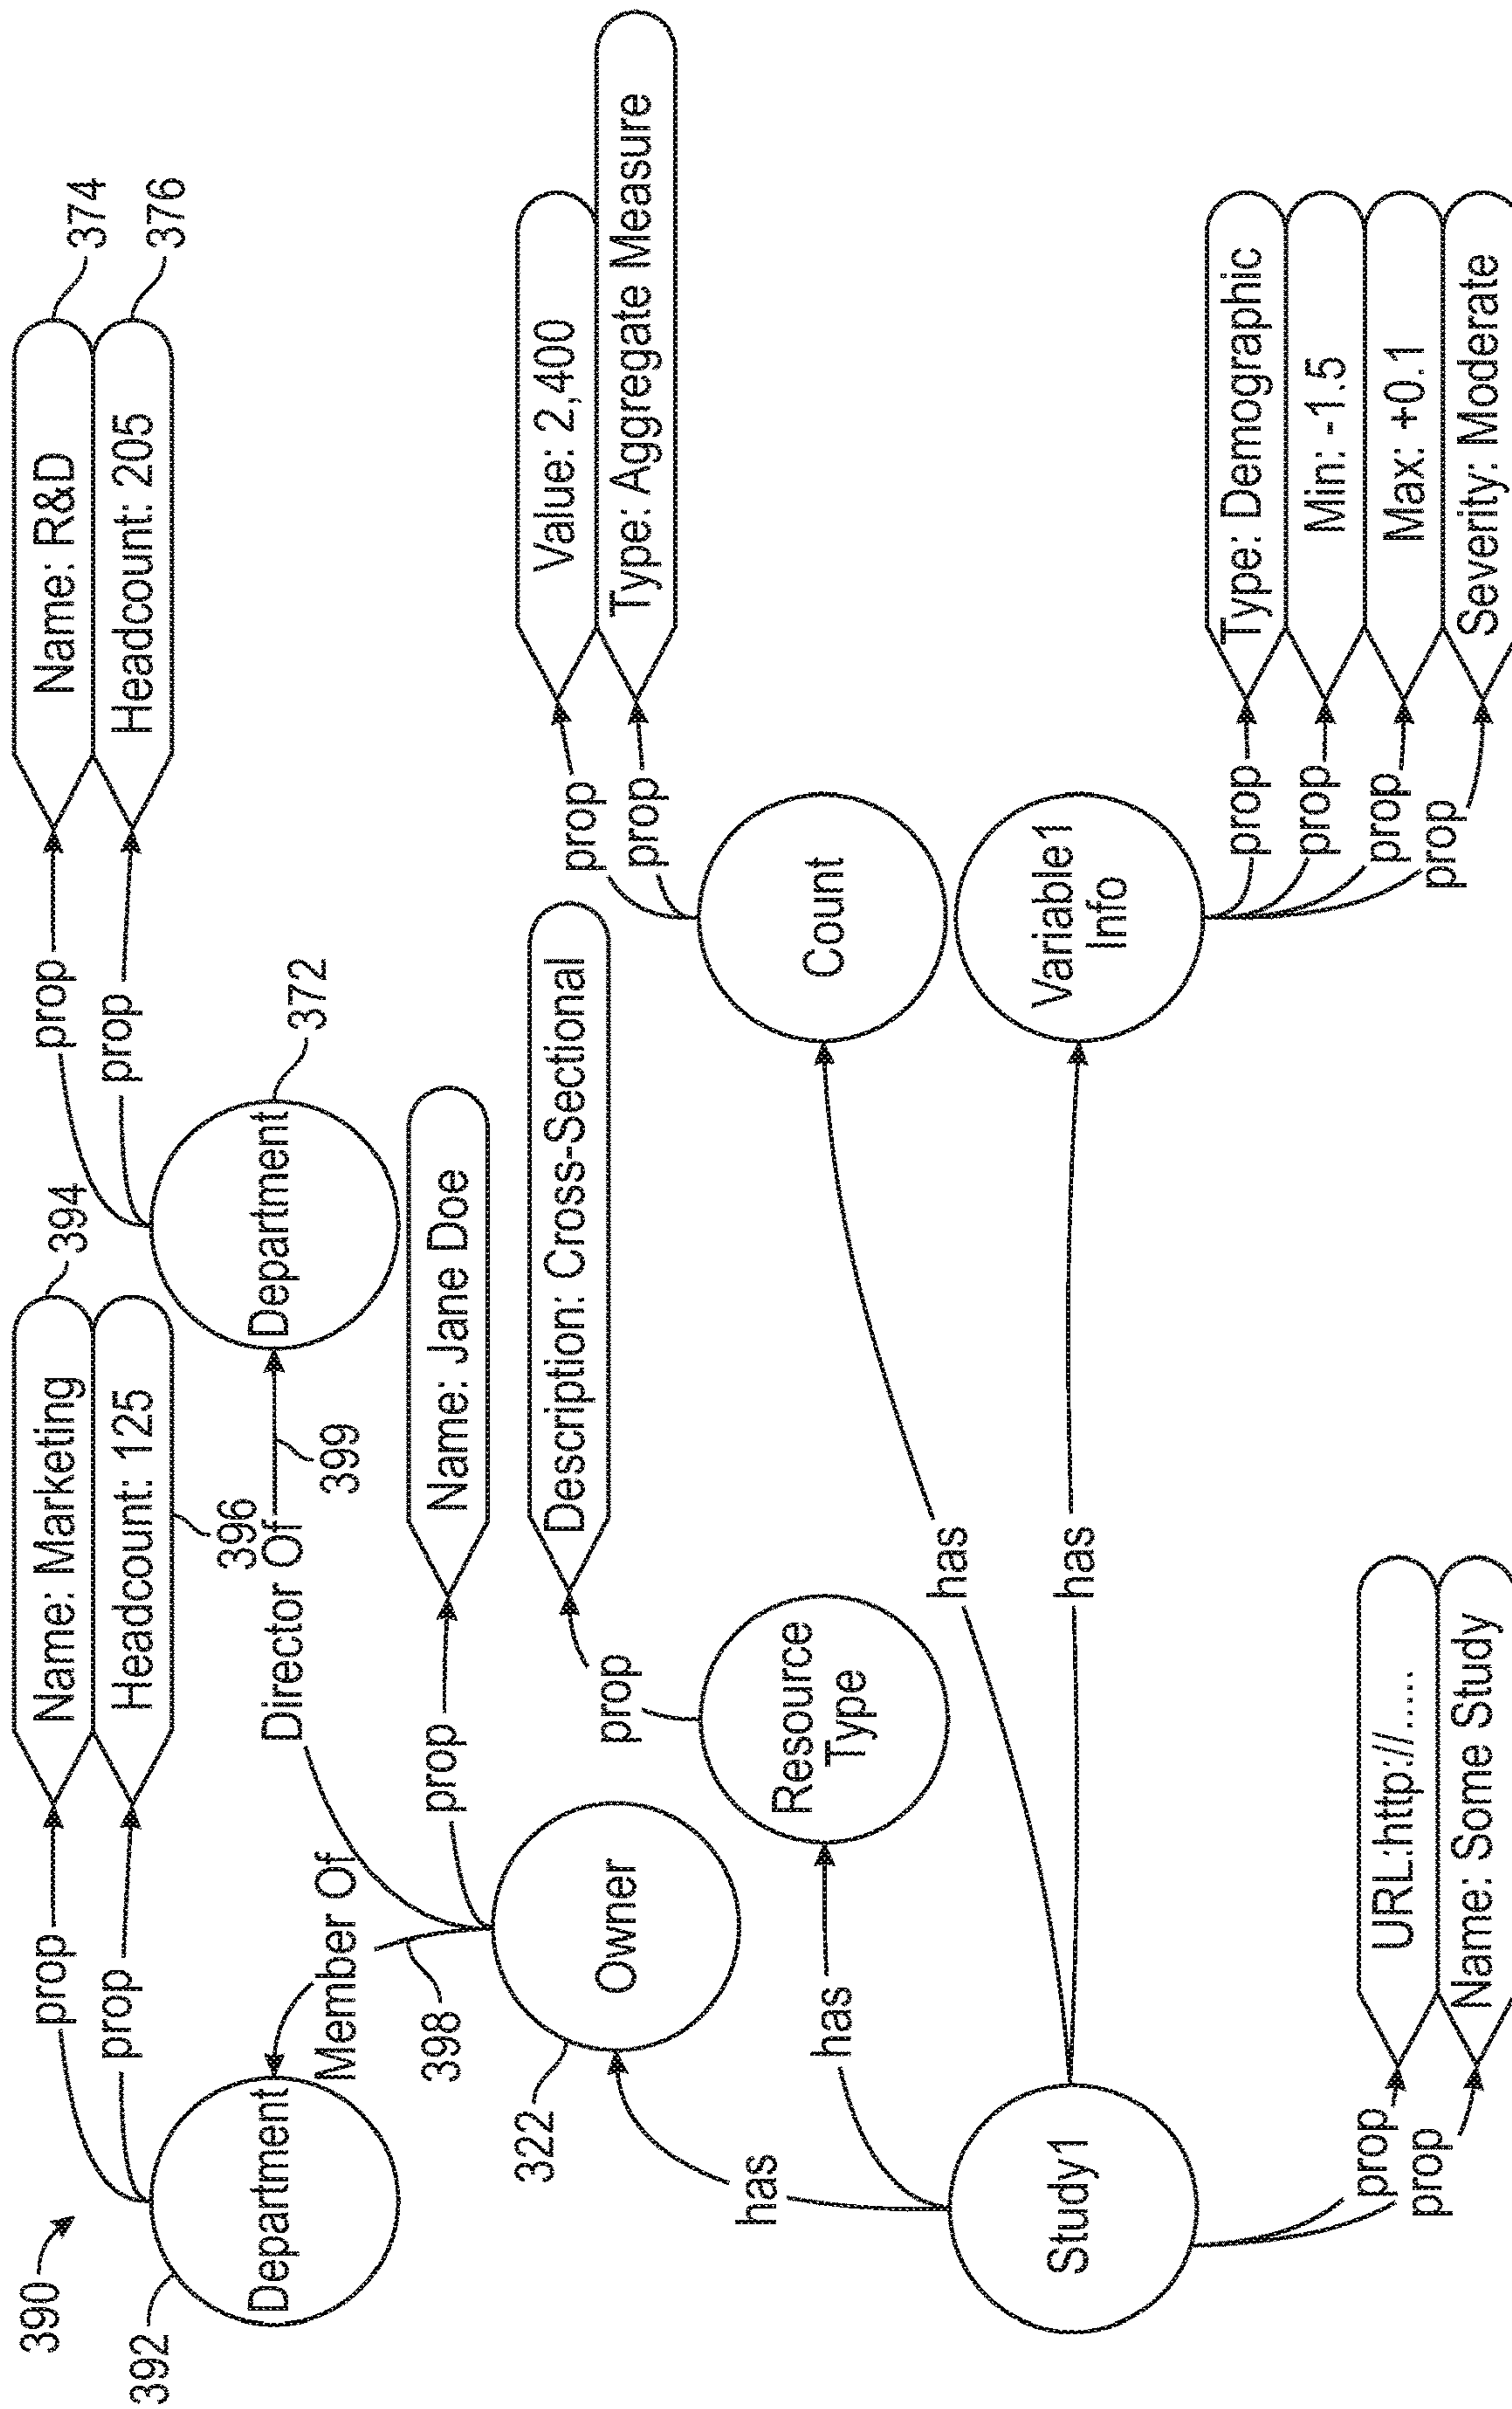 390
392
Department
prop
prop
Name: Marketing
Headcount: 125
394
396
Member Of
398
Director Of
399
Department
372
prop
prop
Name: R&D
Headcount: 205
374
376
322
Owner
prop
Name: Jane Doe
has
has
Resource
Type
prop
Description: Cross-Sectional
Study1
has
has
Count
prop
prop
Value: 2,400
Type: Aggregate Measure
Variable1
Info
prop
prop
prop
prop
Type: Demographic
Min: -1.5
Max: +0.1
Severity: Moderate
prop
prop
URL:http://.....
Name: Some Study